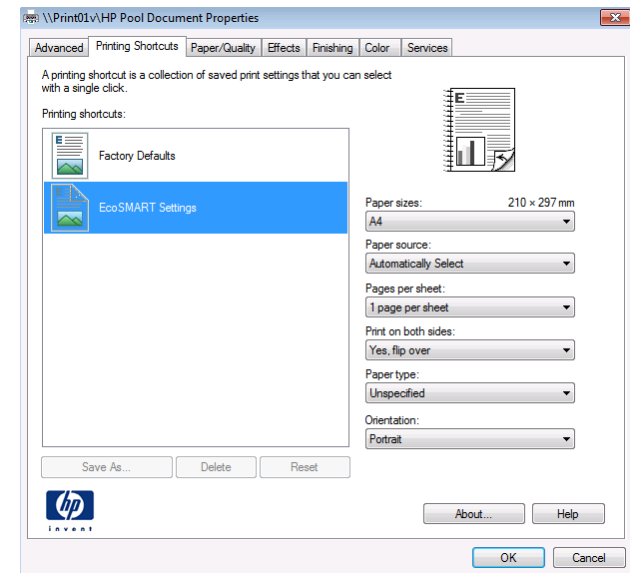 \\Print01v\HP Pool Document Properties
Advanced Printing Shortcuts Paper/Quality Effects Finishing Color Services
A printing shortcut is a collection of saved print settings that you can select
with a single click.
Printing shortcuts:
E
Factory Defaults
EcoSMART Settings
E
Paper sizes: 210 × 297 mm
A4
Paper source:
Automatically Select
Pages per sheet:
1 page per sheet
Print on both sides:
Yes, flip over
Paper type:
Unspecified
Orientation:
Portrait
Save As... Delete Reset
hp
invent
About... Help
OK Cancel